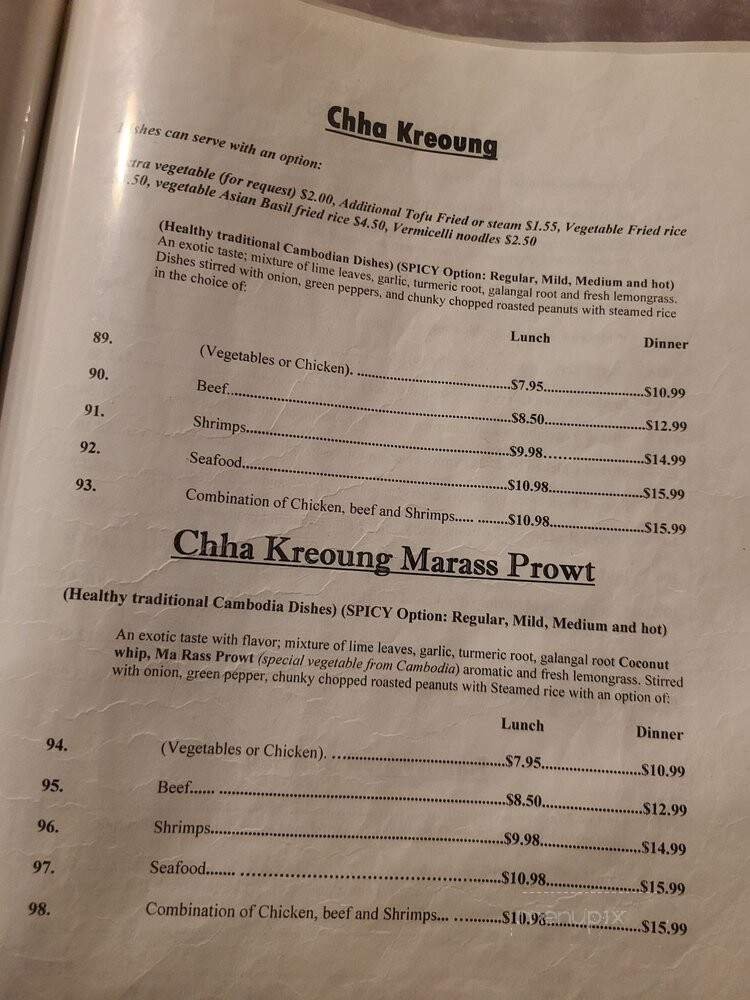 Chha Kreoung
shes can serve with an option:
tra vegetable (for request) $2.00, Additional Tofu Fried or steam $1.55, Vegetable Fried rice
.50, vegetable Asian Basil fried rice $4.50, Vermicelli noodles $2.50
(Healthy traditional Cambodian Dishes) (SPICY Option: Regular, Mild, Medium and hot)
An exotic taste; mixture of lime leaves, garlic, turmeric root, galangal root and fresh lemongrass.
Dishes stirred with onion, green peppers, and chunky chopped roasted peanuts with steamed rice
in the choice of:
Lunch Dinner
89. (Vegetables or Chicken). ........$7.95........$10.99
90. Beef........$8.50........$12.99
91. Shrimps........$9.98........$14.99
92. Seafood........$10.98........$15.99
93. Combination of Chicken, beef and Shrimps..... ........$10.98........$15.99
Chha Kreoung Marass Prowt
(Healthy traditional Cambodia Dishes) (SPICY Option: Regular, Mild, Medium and hot)
An exotic taste with flavor; mixture of lime leaves, garlic, turmeric root, galangal root Coconut
whip, Ma Rass Prowt (special vegetable from Cambodia) aromatic and fresh lemongrass. Stirred
with onion, green pepper, chunky chopped roasted peanuts with Steamed rice with an option of:
Lunch Dinner
94. (Vegetables or Chicken). ........$7.95........$10.99
95. Beef...... ........$8.50........$12.99
96. Shrimps........$9.98........$14.99
97. Seafood....... ........$10.98........$15.99
98. Combination of Chicken, beef and Shrimps... ........$10.98........$15.99